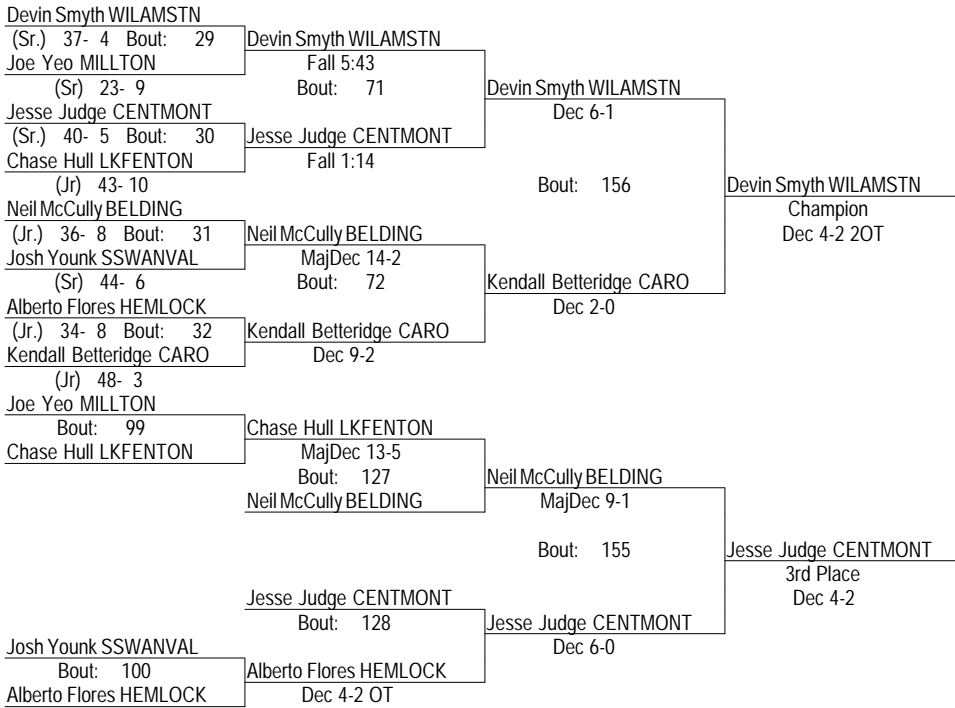 Devin Smyth WILAMSTN
(Sr.) 37- 4 Bout: 29
Devin Smyth WILAMSTN
Joe Yeo MILLTON
Fall 5:43
(Sr) 23- 9
Bout: 71
Devin Smyth WILAMSTN
Jesse Judge CENTMONT
Dec 6-1
(Sr.) 40- 5 Bout: 30
Jesse Judge CENTMONT
Chase Hull LKFENTON
Fall 1:14
(Jr) 43- 10
Bout: 156
Devin Smyth WILAMSTN
Neil McCully BELDING
Champion
(Jr.) 36- 8 Bout: 31
Neil McCully BELDING
Dec 4-2 2OT
Josh Younk SSWANVAL
MajDec 14-2
(Sr) 44- 6
Bout: 72
Kendall Betteridge CARO
Alberto Flores HEMLOCK
Dec 2-0
(Jr.) 34- 8 Bout: 32
Kendall Betteridge CARO
Kendall Betteridge CARO
Dec 9-2
(Jr) 48- 3
Joe Yeo MILLTON
Bout: 99
Chase Hull LKFENTON
Chase Hull LKFENTON
MajDec 13-5
Bout: 127
Neil McCully BELDING
Neil McCully BELDING
MajDec 9-1
Bout: 155
Jesse Judge CENTMONT
3rd Place
Jesse Judge CENTMONT
Dec 4-2
Bout: 128
Jesse Judge CENTMONT
Josh Younk SSWANVAL
Dec 6-0
Bout: 100
Alberto Flores HEMLOCK
Alberto Flores HEMLOCK
Dec 4-2 OT